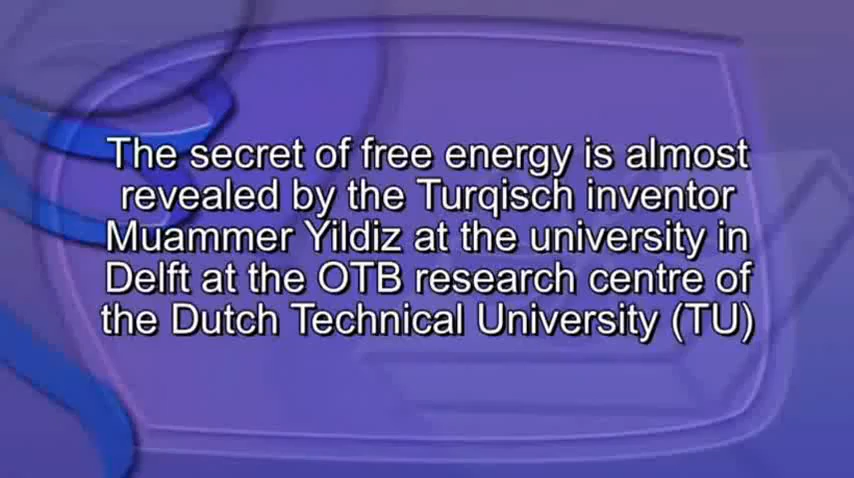 The secret of free energy is almost
revealed by the Turqisch inventor
Muammer Yildiz at the university in
Delft at the OTB research centre of
the Dutch Technical University (TU)